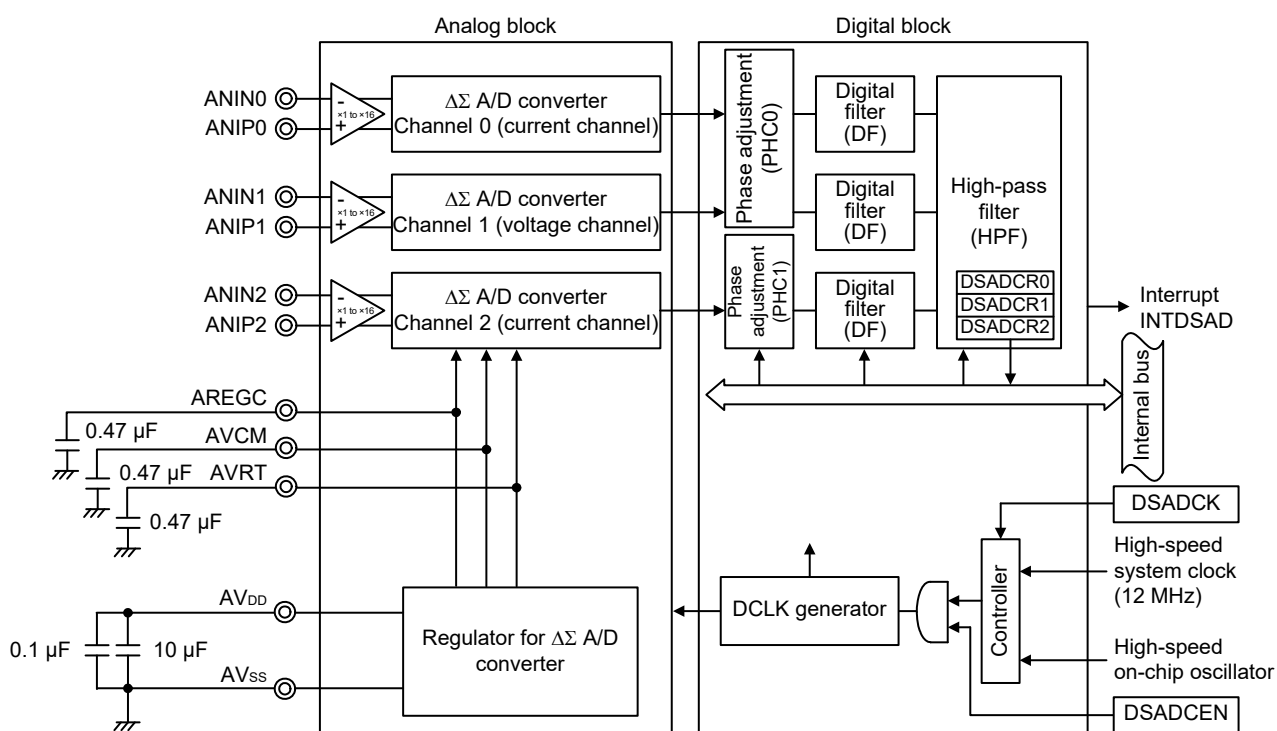 Analog block
Digital block
ANIN0
ANIP0
-
+
×1 to ×16
ΔΣ A/D converter
Channel 0 (current channel)
Phase adjustment
(PHC0)
Digital
filter
(DF)
ANIN1
ANIP1
-
+
×1 to ×16
ΔΣ A/D converter
Channel 1 (voltage channel)
Digital
filter
(DF)
High-pass
filter
(HPF)
ANIN2
ANIP2
-
+
×1 to ×16
ΔΣ A/D converter
Channel 2 (current channel)
Phase
adjustment
(PHC1)
Digital
filter
(DF)
DSADCR0
DSADCR1
DSADCR2
Interrupt
INTDSAD
Internal bus
AREGC
0.47 µF
AVCM
0.47 µF
AVRT
0.47 µF
AVDD
0.1 µF
10 µF
AVSS
Regulator for ΔΣ A/D
converter
DCLK generator
Controller
DSADCK
High-speed
system clock
(12 MHz)
High-speed
on-chip oscillator
DSADCEN